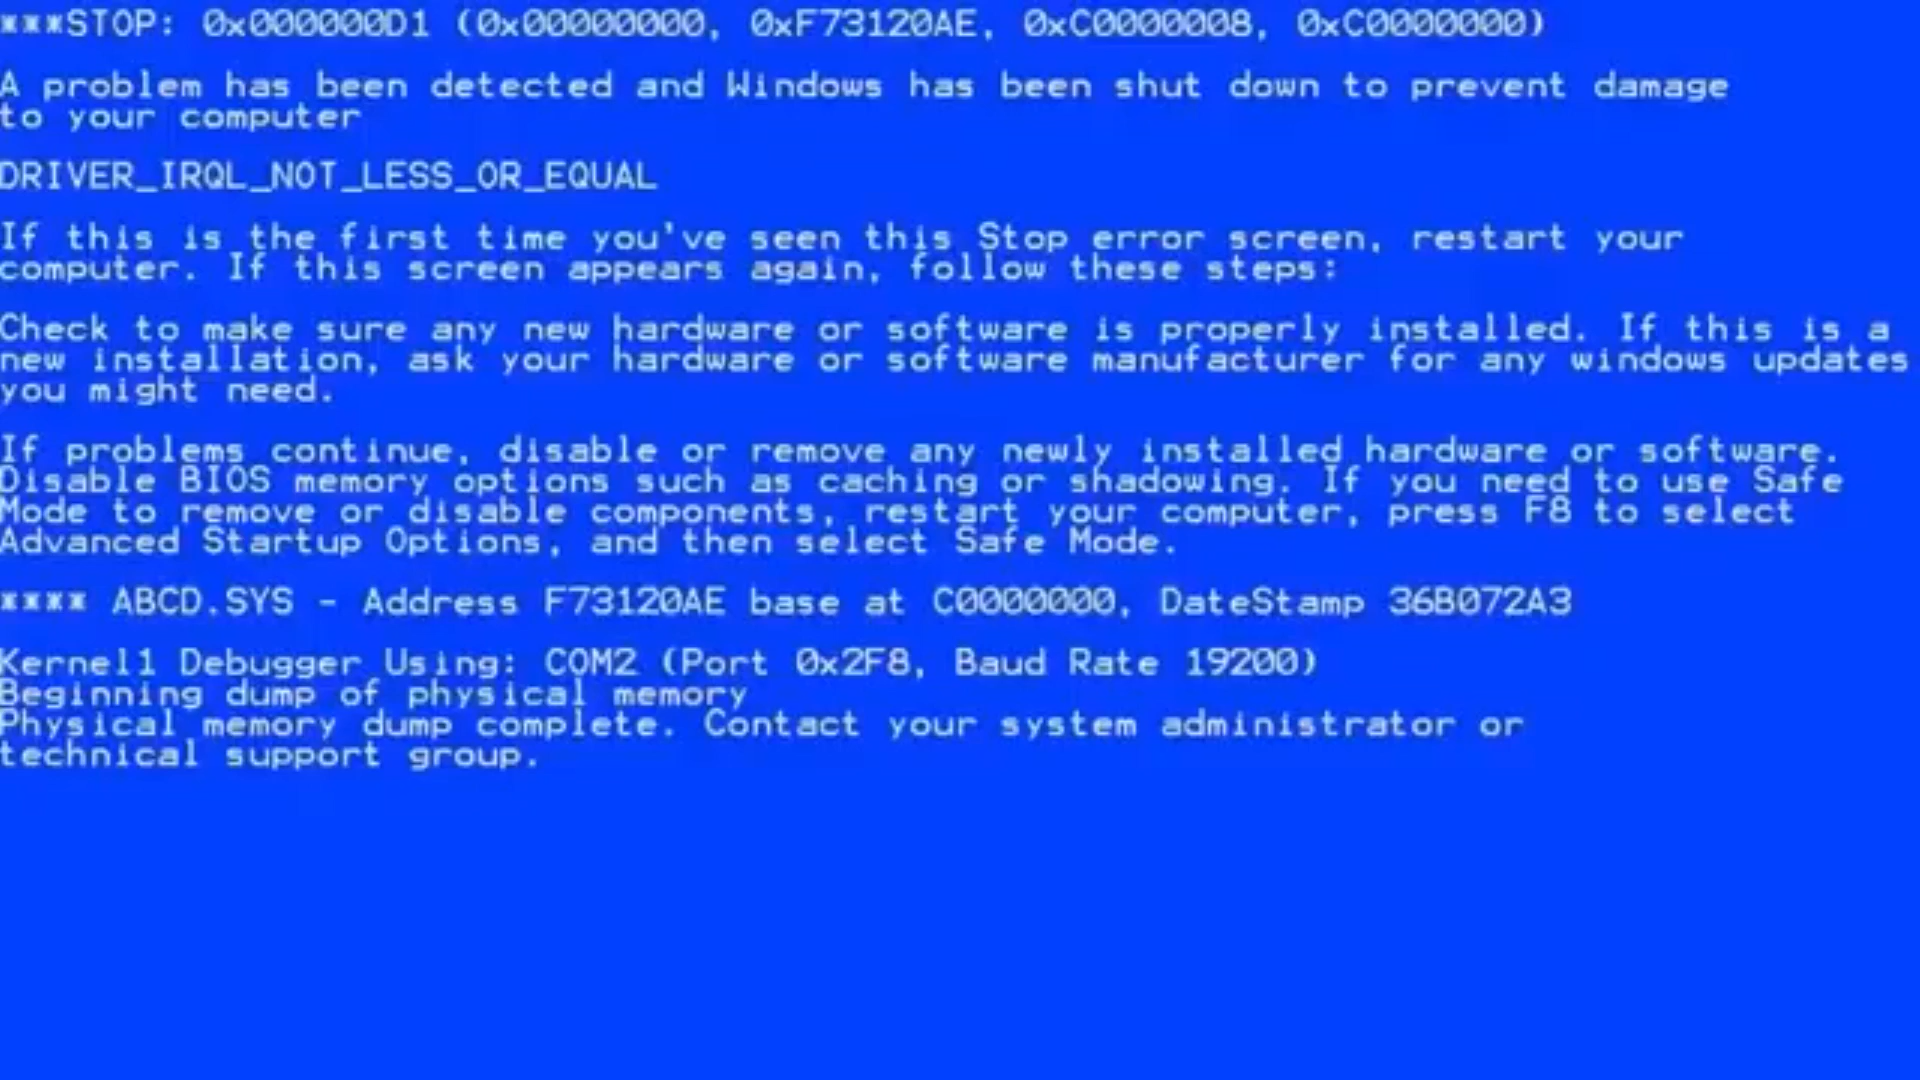 ***STOP: 0x000000D1 (0x00000000, 0xF73120AE, 0xC0000008, 0xC0000000)
A problem has been detected and Windows has been shut down to prevent damage
to your computer
DRIVER_IRQL_NOT_LESS_OR_EQUAL
If this is the first time you've seen this Stop error screen, restart your
computer. If this screen appears again, follow these steps:
Check to make sure any new hardware or software is properly installed. If this is a
new installation, ask your hardware or software manufacturer for any windows updates
you might need.
If problems continue, disable or remove any newly installed hardware or software.
Disable BIOS memory options such as caching or shadowing. If you need to use Safe
Mode to remove or disable components, restart your computer, press F8 to select
Advanced Startup Options, and then select Safe Mode.
**** ABCD.SYS - Address F73120AE base at C0000000, DateStamp 36B072A3
Kernel1 Debugger Using: COM2 (Port 0x2F8, Baud Rate 19200)
Beginning dump of physical memory
Physical memory dump complete. Contact your system administrator or
technical support group.